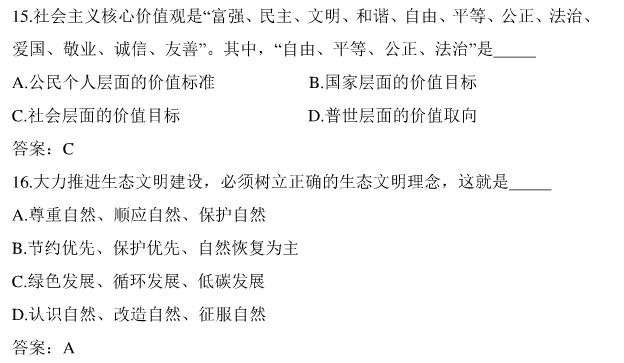 15.社会主义核心价值观是“富强、民主、文明、和谐、自由、平等、公正、法治、
爱国、敬业、诚信、友善”。其中，“自由、平等、公正、法治”是_____
A.公民个人层面的价值标准 B.国家层面的价值目标
C.社会层面的价值目标 D.普世层面的价值取向
答案：C
16.大力推进生态文明建设，必须树立正确的生态文明理念，这就是_____
A.尊重自然、顺应自然、保护自然
B.节约优先、保护优先、自然恢复为主
C.绿色发展、循环发展、低碳发展
D.认识自然、改造自然、征服自然
答案：A